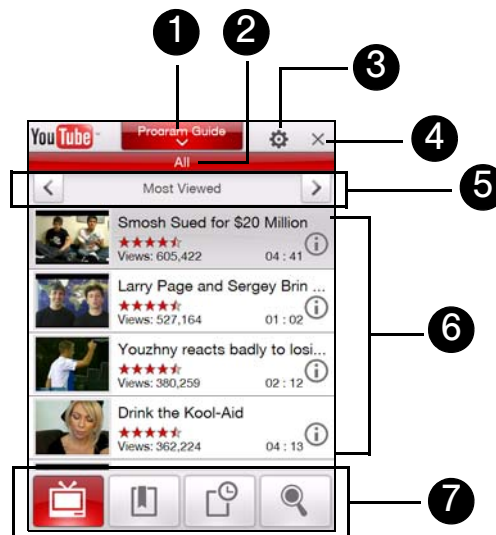 1 2 3
YouTube Program Guide
4
All
Most Viewed
5
Smosh Sued for $20 Million
Views: 605,422 04 : 41
Larry Page and Sergey Brin ...
Views: 527,164 01 : 02
6
Youzhny reacts badly to losi...
Views: 380,259 02 : 12
Drink the Kool-Aid
Views: 362,224 04 : 13
7